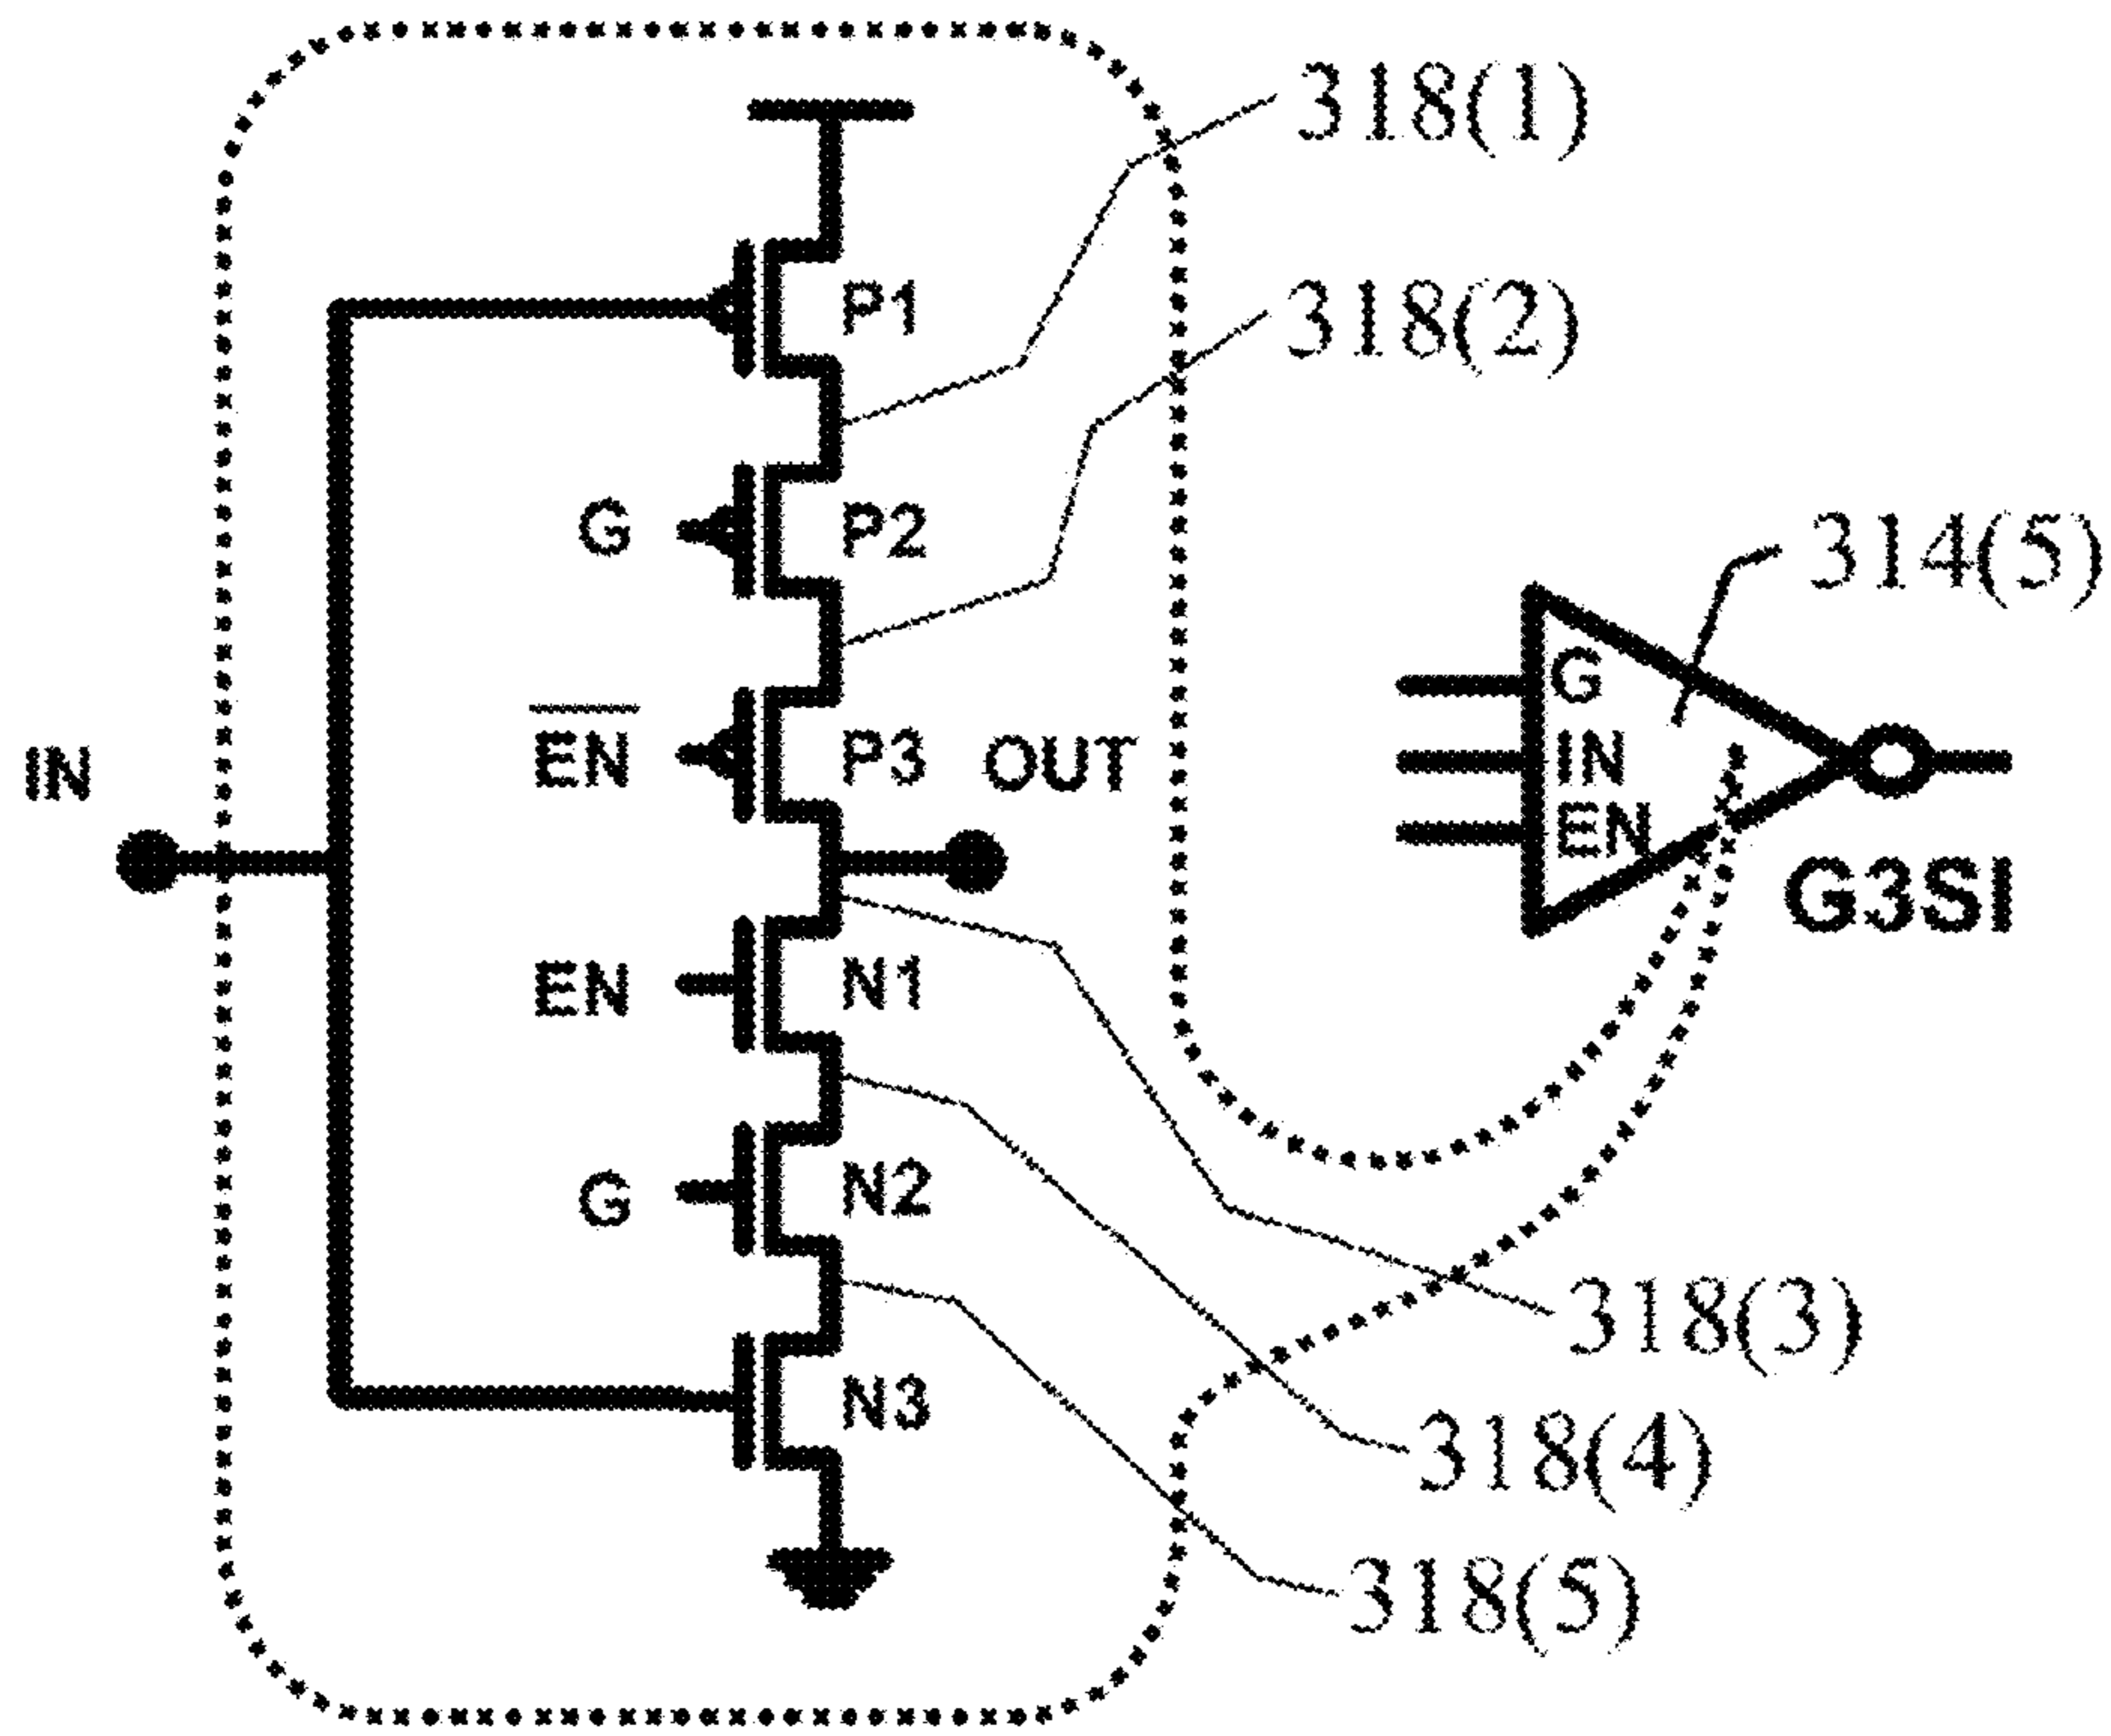 318(1)
P1
318(2)
G
P2
314(5)
G
IN
E̅N̅
P3
OUT
IN
EN
G3SI
EN
N1
G
N2
318(3)
N3
318(4)
318(5)